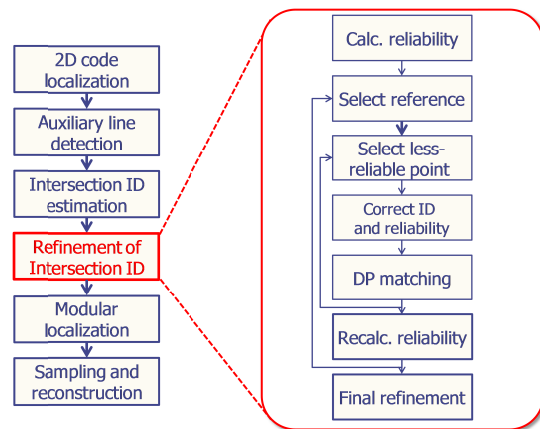 2D code
localization
Auxiliary line
detection
Intersection ID
estimation
Refinement of
Intersection ID
Modular
localization
Sampling and
reconstruction
Calc. reliability
Select reference
Select less-
reliable point
Correct ID
and reliability
DP matching
Recalc. reliability
Final refinement